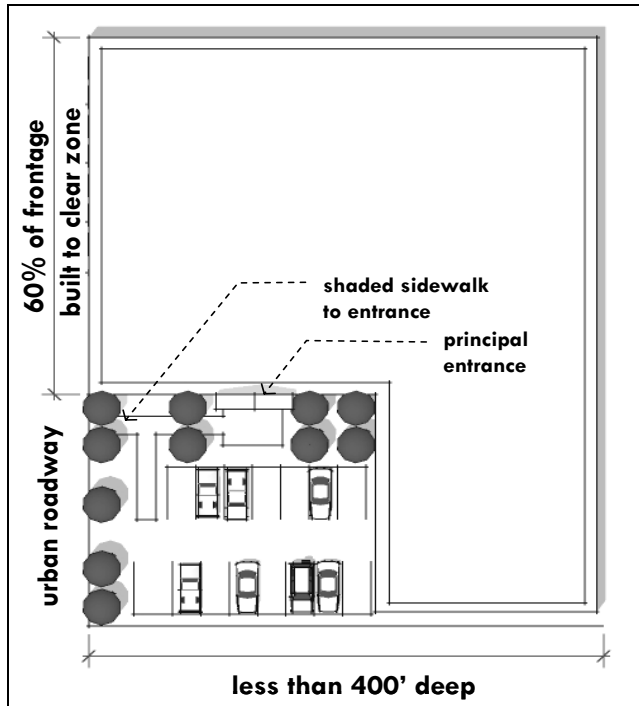 60% of frontage
built to clear zone
shaded sidewalk
to entrance
principal
entrance
urban roadway
less than 400' deep